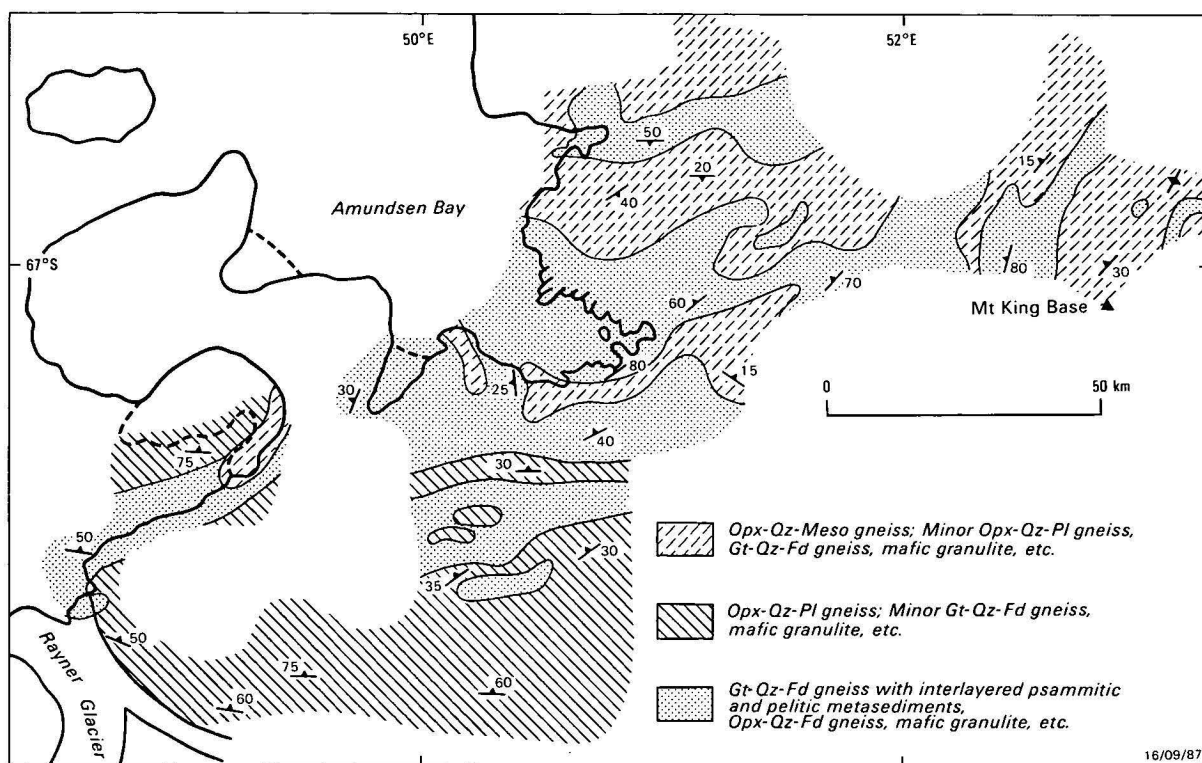 50°E
52°E
50
15
20
40
Amundsen Bay
67°S
80
30
70
60
Mt King Base
80
15
25
30
0
50 km
40
75
30
Opx-Qz-Meso gneiss; Minor Opx-Qz-Pl gneiss,
Gt-Qz-Fd gneiss, mafic granulite, etc.
50
30
35
Opx-Qz-Pl gneiss; Minor Gt-Qz-Fd gneiss,
mafic granulite, etc.
50
Rayner Glacier
75
60
60
Gt-Qz-Fd gneiss with interlayered psammitic
and pelitic metasediments,
Opx-Qz-Fd gneiss, mafic granulite, etc.
16/09/87